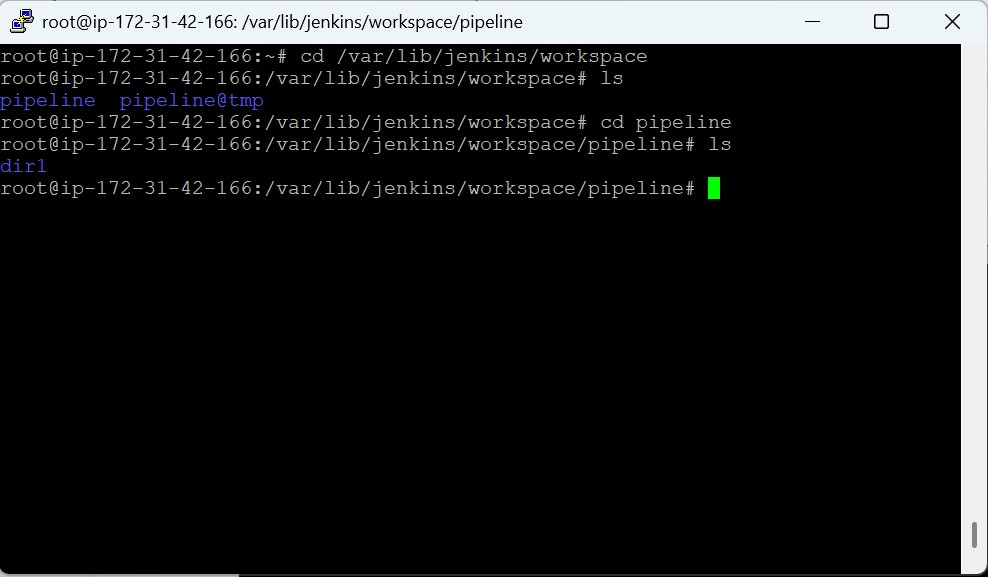 root@ip-172-31-42-166: /var/lib/jenkins/workspace/pipeline
root@ip-172-31-42-166:~# cd /var/lib/jenkins/workspace
root@ip-172-31-42-166:/var/lib/jenkins/workspace# ls
pipeline  pipeline@tmp
root@ip-172-31-42-166:/var/lib/jenkins/workspace# cd pipeline
root@ip-172-31-42-166:/var/lib/jenkins/workspace/pipeline# ls
dir1
root@ip-172-31-42-166:/var/lib/jenkins/workspace/pipeline#